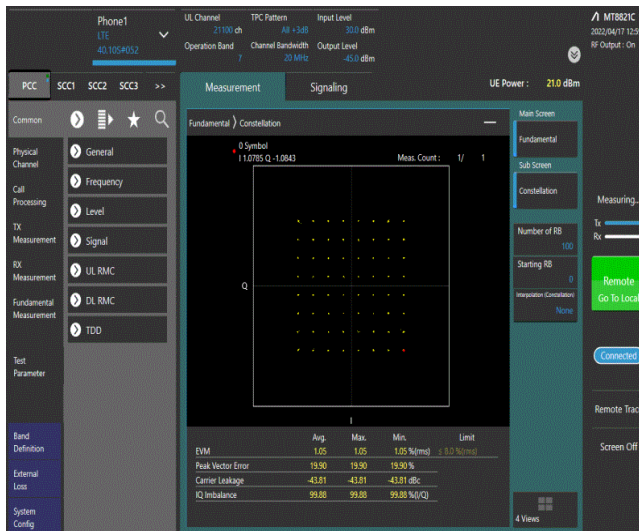 Phone1
LTE
40.10S#052
UL Channel
21100 ch
TPC Pattern
All +3dB
Input Level
30.0 dBm
Operation Band
7
Channel Bandwidth
20 MHz
Output Level
-45.0 dBm
MT8821C
2022/04/17 12:5
RF Output : On
PCC SCC1 SCC2 SCC3 >>
Measurement
Signaling
UE Power : 21.0 dBm
Common
Physical
Channel
Call
Processing
TX
Measurement
RX
Measurement
Fundamental
Measurement
Test
Parameter
Band
Definition
External
Loss
System
Config
General
Frequency
Level
Signal
UL RMC
DL RMC
TDD
Fundamental ⟩ Constellation
0 Symbol
I 1.0785 Q -1.0843
Meas. Count : 1/ 1
Q
I
Avg. Max. Min. Limit
EVM 1.05 1.05 1.05 %(rms) ≤ 8.0 %(rms)
Peak Vector Error 19.90 19.90 19.90 %
Carrier Leakage -43.81 -43.81 -43.81 dBc
IQ Imbalance 99.88 99.88 99.88 %(I/Q)
Main Screen
Fundamental
Sub Screen
Constellation
Number of RB
100
Starting RB
0
Interpolation (Constellation)
None
4 Views
Measuring...
Tx
Rx
Remote
Go To Local
Connected
Remote Trac
Screen Off